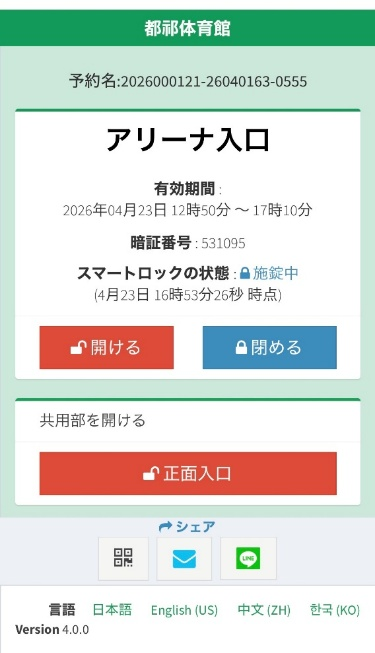 都祁体育館
予約名:2026000121-26040163-0555
アリーナ入口
有効期間 :
2026年04月23日 12時50分 ～ 17時10分
暗証番号 : 531095
スマートロックの状態 : 施錠中
(4月23日 16時53分26秒 時点)
開ける 閉める
共用部を開ける
正面入口
シェア
LINE
言語 日本語 English (US) 中文 (ZH) 한국 (KO)
Version 4.0.0